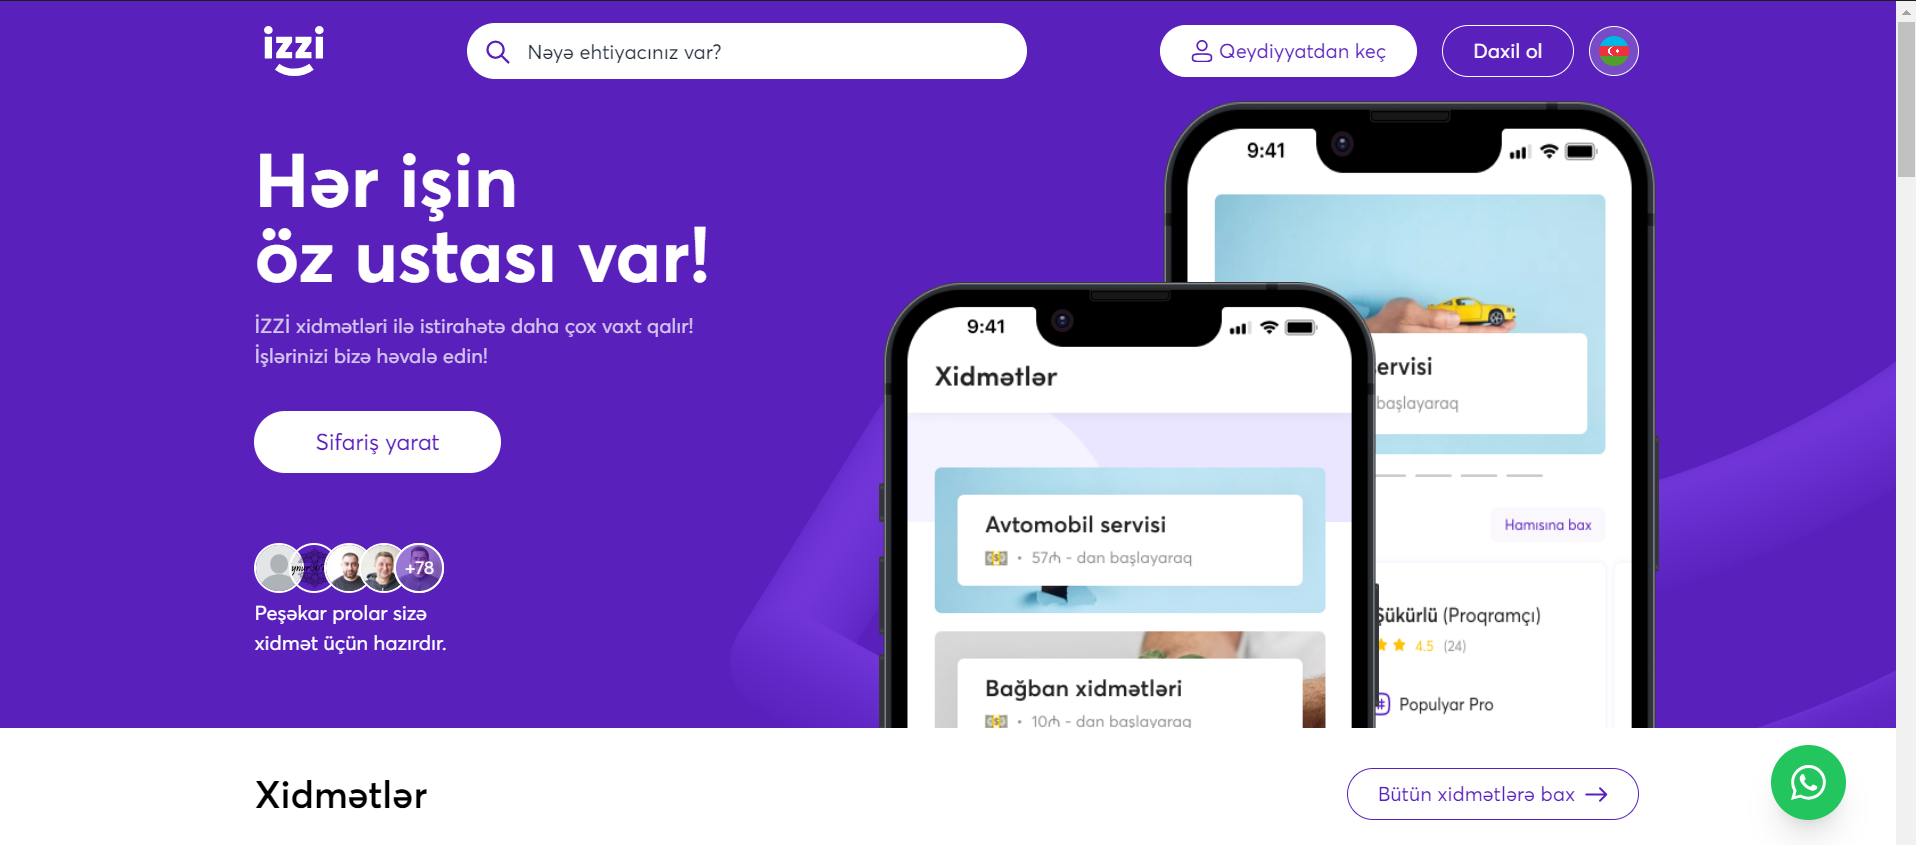 izzi
Nəyə ehtiyacınız var?
Qeydiyyatdan keç
Daxil ol
Hər işin
öz ustası var!
İZZİ xidmətləri ilə istirahətə daha çox vaxt qalır!
İşlərinizi bizə həvalə edin!
Sifariş yarat
+78
Peşəkar prolar sizə
xidmət üçün hazırdır.
9:41
ervisi
başlayaraq
Hamısına bax
Şükürlü (Proqramçı)
4.5 (24)
Populyar Pro
9:41
Xidmətlər
Avtomobil servisi
• 57₼ - dan başlayaraq
Bağban xidmətləri
• 10₼ - dan başlayaraq
Xidmətlər
Bütün xidmətlərə bax →